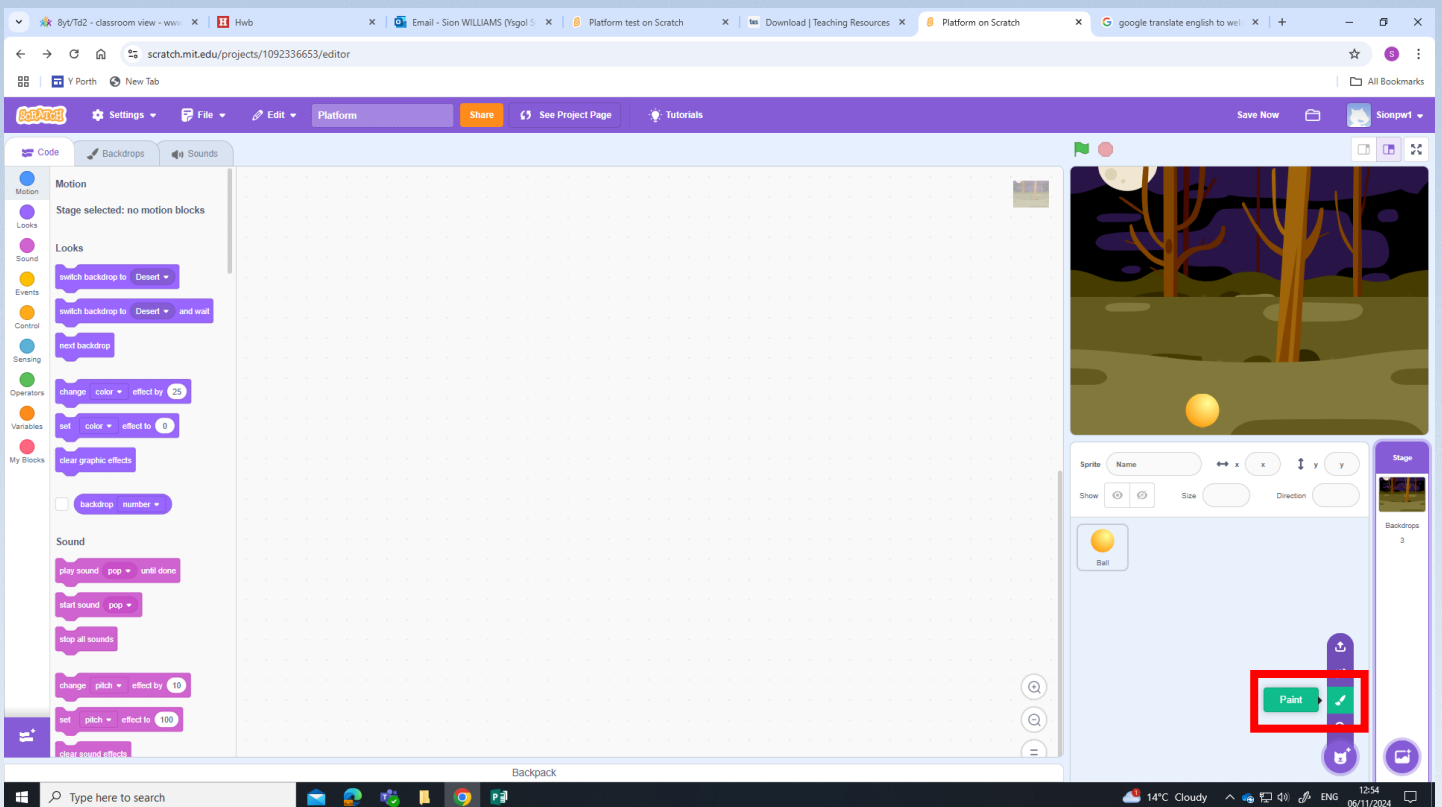 8yt/Td2 - classroom view - www
Hwb
Email - Sion WILLIAMS (Ysgol S
Platform test on Scratch
tes
Download | Teaching Resources
Platform on Scratch
google translate english to wel
scratch.mit.edu/projects/1092336653/editor
S
Y Porth
New Tab
All Bookmarks
SCRATCH
Settings
File
Edit
Platform
Share
See Project Page
Tutorials
Save Now
Sionpw1
Code
Backdrops
Sounds
Motion
Looks
Sound
Events
Control
Sensing
Operators
Variables
My Blocks
Motion
Stage selected: no motion blocks
Looks
switch backdrop to Desert
switch backdrop to Desert and wait
next backdrop
change color effect by 25
set color effect to 0
clear graphic effects
backdrop number
Sound
play sound pop until done
start sound pop
stop all sounds
change pitch effect by 10
set pitch effect to 100
clear sound effects
Sprite Name x x y y
Show Size Direction
Ball
Stage
Backdrops
3
Paint
Backpack
Type here to search
14°C Cloudy
ENG
12:54
06/11/2024